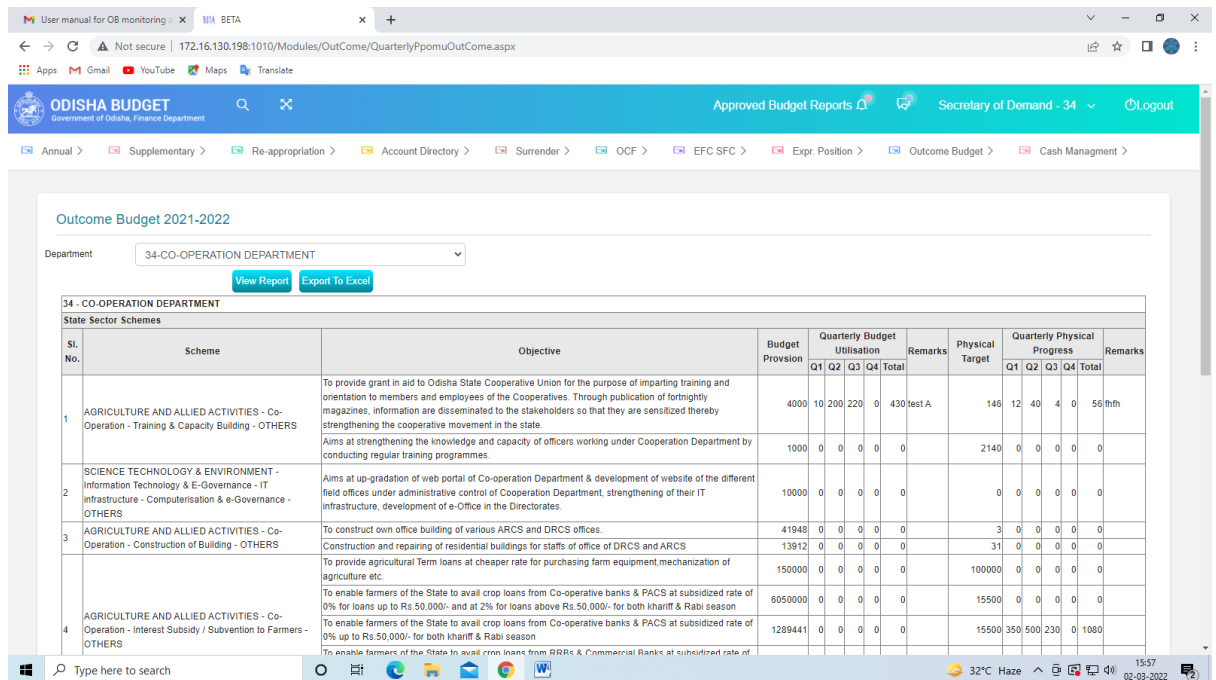 User manual for OB monitoring a
BETA BETA
Not secure | 172.16.130.198:1010/Modules/OutCome/QuarterlyPpomuOutCome.aspx
Apps Gmail YouTube Maps Translate
ODISHA BUDGET
Government of Odisha, Finance Department
Approved Budget Reports Secretary of Demand - 34 Logout
Annual > Supplementary > Re-appropriation > Account Directory > Surrender > OCF > EFC SFC > Expr. Position > Outcome Budget > Cash Managment >
Outcome Budget 2021-2022
Department 34-CO-OPERATION DEPARTMENT
View Report Export To Excel
34 - CO-OPERATION DEPARTMENT
State Sector Schemes
Sl. No. Scheme Objective Budget Provsion Quarterly Budget Utilisation Remarks Physical Target Quarterly Physical Progress Remarks
Q1 Q2 Q3 Q4 Total Q1 Q2 Q3 Q4 Total
1 AGRICULTURE AND ALLIED ACTIVITIES - Co-
Operation - Training & Capacity Building - OTHERS
To provide grant in aid to Odisha State Cooperative Union for the purpose of imparting training and
orientation to members and employees of the Cooperatives. Through publication of fortnightly
magazines, information are disseminated to the stakeholders so that they are sensitized thereby
strengthening the cooperative movement in the state.
4000 10 200 220 0 430 test A 146 12 40 4 0 56 fhfh
Aims at strengthening the knowledge and capacity of officers working under Cooperation Department by
conducting regular training programmes.
1000 0 0 0 0 0 2140 0 0 0 0 0
2 SCIENCE TECHNOLOGY & ENVIRONMENT -
Information Technology & E-Governance - IT
infrastructure - Computerisation & e-Governance -
OTHERS
Aims at up-gradation of web portal of Co-operation Department & development of website of the different
field offices under administrative control of Cooperation Department, strengthening of their IT
infrastructure, development of e-Office in the Directorates.
10000 0 0 0 0 0 0 0 0 0 0 0
3 AGRICULTURE AND ALLIED ACTIVITIES - Co-
Operation - Construction of Building - OTHERS
To construct own office building of various ARCS and DRCS offices. 41948 0 0 0 0 0 3 0 0 0 0 0
Construction and repairing of residential buildings for staffs of office of DRCS and ARCS 13912 0 0 0 0 0 31 0 0 0 0 0
4 AGRICULTURE AND ALLIED ACTIVITIES - Co-
Operation - Interest Subsidy / Subvention to Farmers -
OTHERS
To provide agricultural Term loans at cheaper rate for purchasing farm equipment,mechanization of
agriculture etc.
150000 0 0 0 0 0 100000 0 0 0 0 0
To enable farmers of the State to avail crop loans from Co-operative banks & PACS at subsidized rate of
0% for loans up to Rs.50,000/- and at 2% for loans above Rs.50,000/- for both khariff & Rabi season
6050000 0 0 0 0 0 15500 0 0 0 0 0
To enable farmers of the State to avail crop loans from Co-operative banks & PACS at subsidized rate of
0% up to Rs.50,000/- for both khariff & Rabi season
1289441 0 0 0 0 0 15500 350 500 230 0 1080
To enable farmers of the State to avail crop loans from RRBs & Commercial Banks at subsidized rate of
Type here to search
32°C Haze
15:57
02-03-2022
2